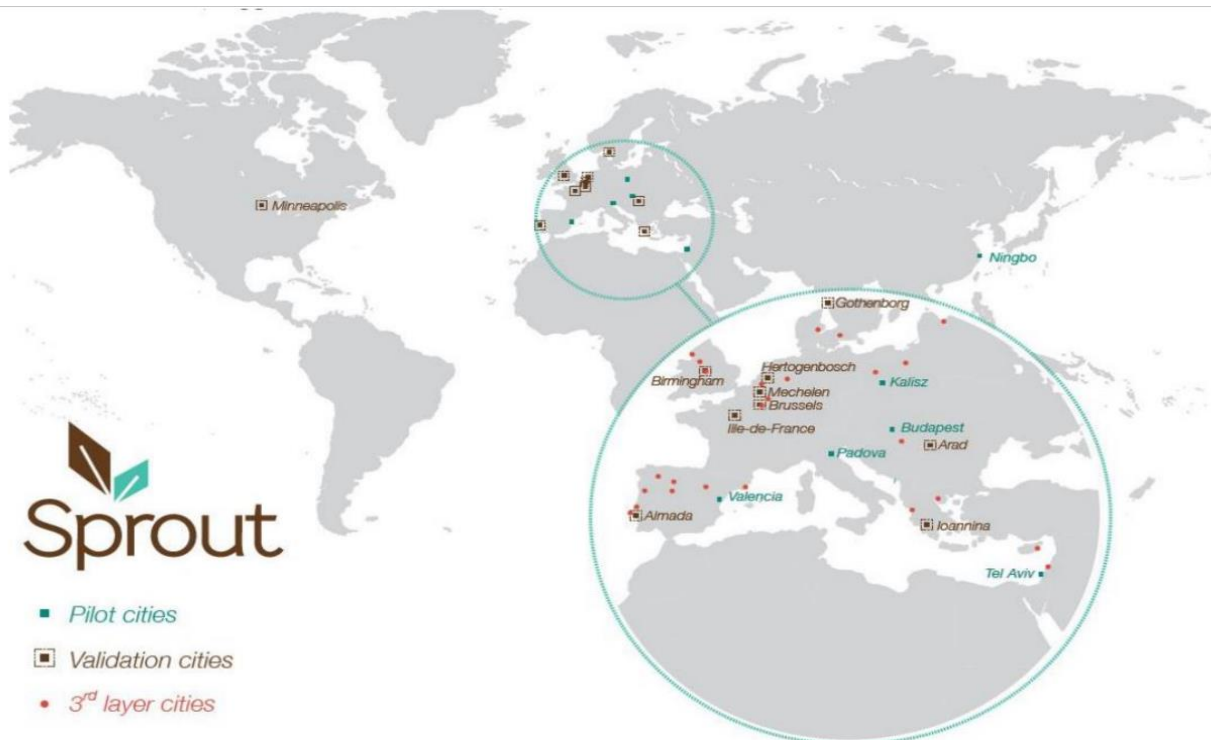 Minneapolis
Ningbo
Gothenborg
Hertogenbosch
Birmingham
Kalisz
Mechelen
Brussels
Ille-de-France
Budapest
Arad
Padova
Valencia
Almada
Ioannina
Tel Aviv
Sprout
Pilot cities
Validation cities
3rd layer cities